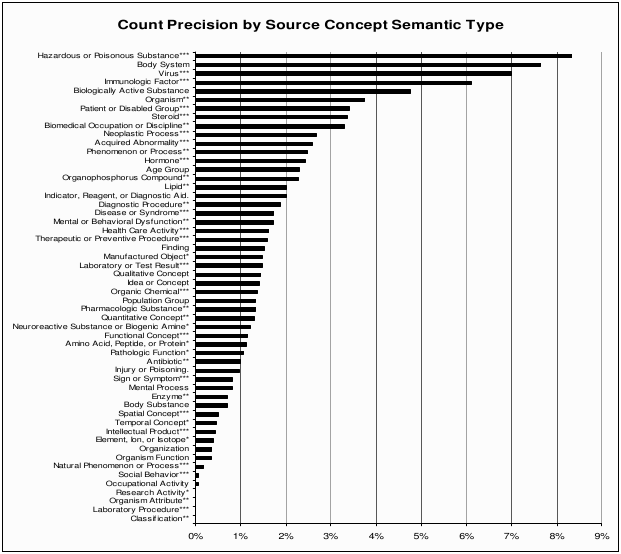 Count Precision by Source Concept Semantic Type
Hazardous or Poisonous Substance***
Body System
Virus***
Immunologic Factor***
Biologically Active Substance
Organism**
Patient or Disabled Group***
Steroid***
Biomedical Occupation or Discipline**
Neoplastic Process***
Acquired Abnormality***
Phenomenon or Process**
Hormone***
Age Group
Organophosphorus Compound**
Lipid**
Indicator, Reagent, or Diagnostic Aid.
Diagnostic Procedure**
Disease or Syndrome***
Mental or Behavioral Dysfunction**
Health Care Activity***
Therapeutic or Preventive Procedure***
Finding
Manufactured Object*
Laboratory or Test Result***
Qualitative Concept
Idea or Concept
Organic Chemical***
Population Group
Pharmacologic Substance**
Quantitative Concept**
Neuroreactive Substance or Biogenic Amine*
Functional Concept***
Amino Acid, Peptide, or Protein*
Pathologic Function*
Antibiotic**
Injury or Poisoning.
Sign or Symptom***
Mental Process
Enzyme**
Body Substance
Spatial Concept***
Temporal Concept*
Intellectual Product***
Element, Ion, or Isotope*
Organization
Organism Function
Natural Phenomenon or Process***
Social Behavior***
Occupational Activity
Research Activity*
Organism Attribute**
Laboratory Procedure***
Classification**
0% 1% 2% 3% 4% 5% 6% 7% 8% 9%